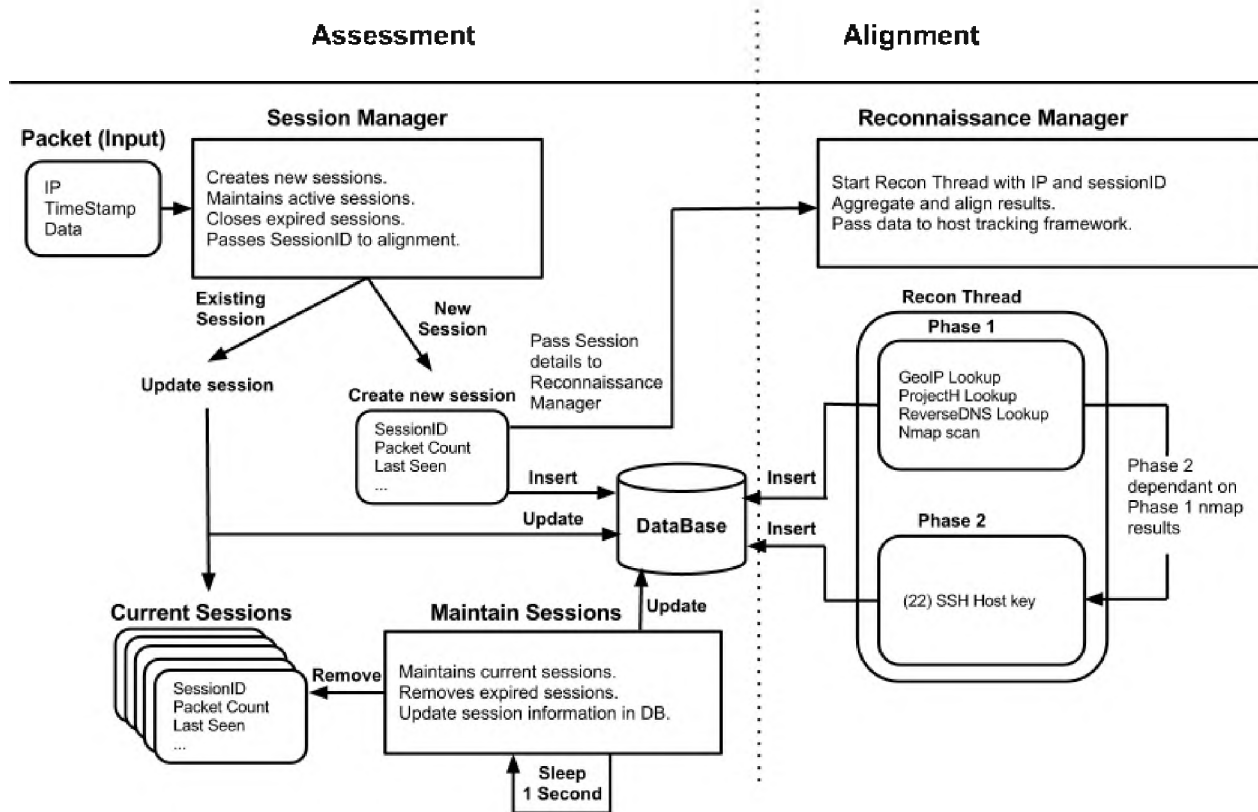 Assessment
Alignment
Session Manager
Reconnaissance Manager
Packet (Input)
IP
TimeStamp
Data
Creates new sessions.
Maintains active sessions.
Closes expired sessions.
Passes SessionID to alignment.
Start Recon Thread with IP and sessionID
Aggregate and align results.
Pass data to host tracking framework.
Existing
Session
New
Session
Pass Session
details to
Reconnaissance
Manager
Update session
Create new session
SessionID
Packet Count
Last Seen
...
Insert
Update
DataBase
Recon Thread
Phase 1
GeoIP Lookup
ProjectH Lookup
ReverseDNS Lookup
Nmap scan
Insert
Insert
Phase 2
dependant on
Phase 1 nmap
results
Phase 2
(22) SSH Host key
Current Sessions
SessionID
Packet Count
Last Seen
...
Remove
Maintain Sessions
Update
Maintains current sessions.
Removes expired sessions.
Update session information in DB.
Sleep
1 Second